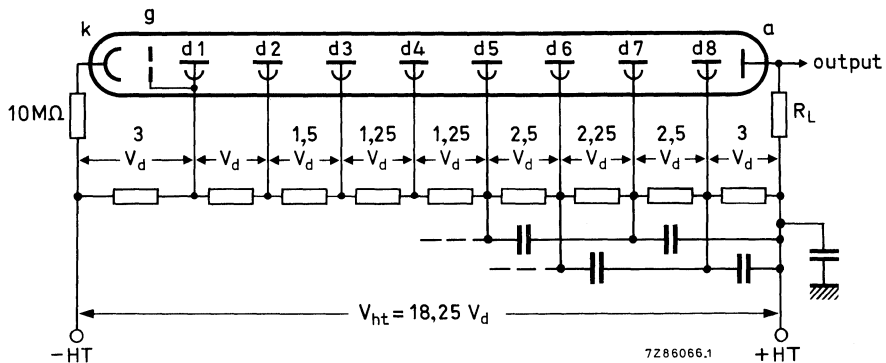 k g a
d1 d2 d3 d4 d5 d6 d7 d8
output
10MΩ R_L
3 1,5 1,25 1,25 2,5 2,25 2,5 3
V_d V_d V_d V_d V_d V_d V_d V_d V_d
V_ht = 18,25 V_d
-HT 7Z86066.1 +HT